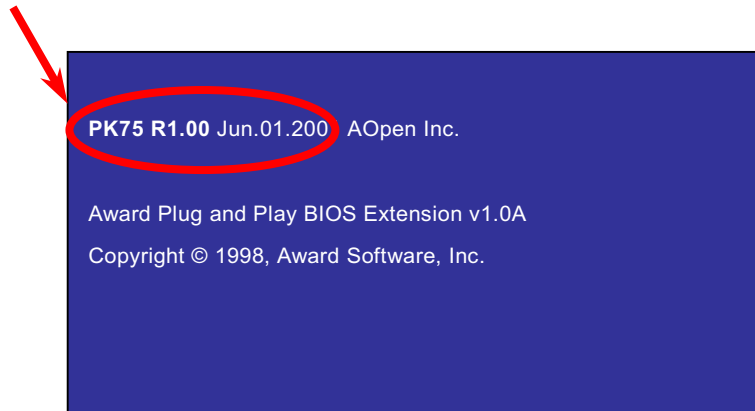 PK75 R1.00 Jun.01.200 AOpen Inc.
Award Plug and Play BIOS Extension v1.0A
Copyright © 1998, Award Software, Inc.